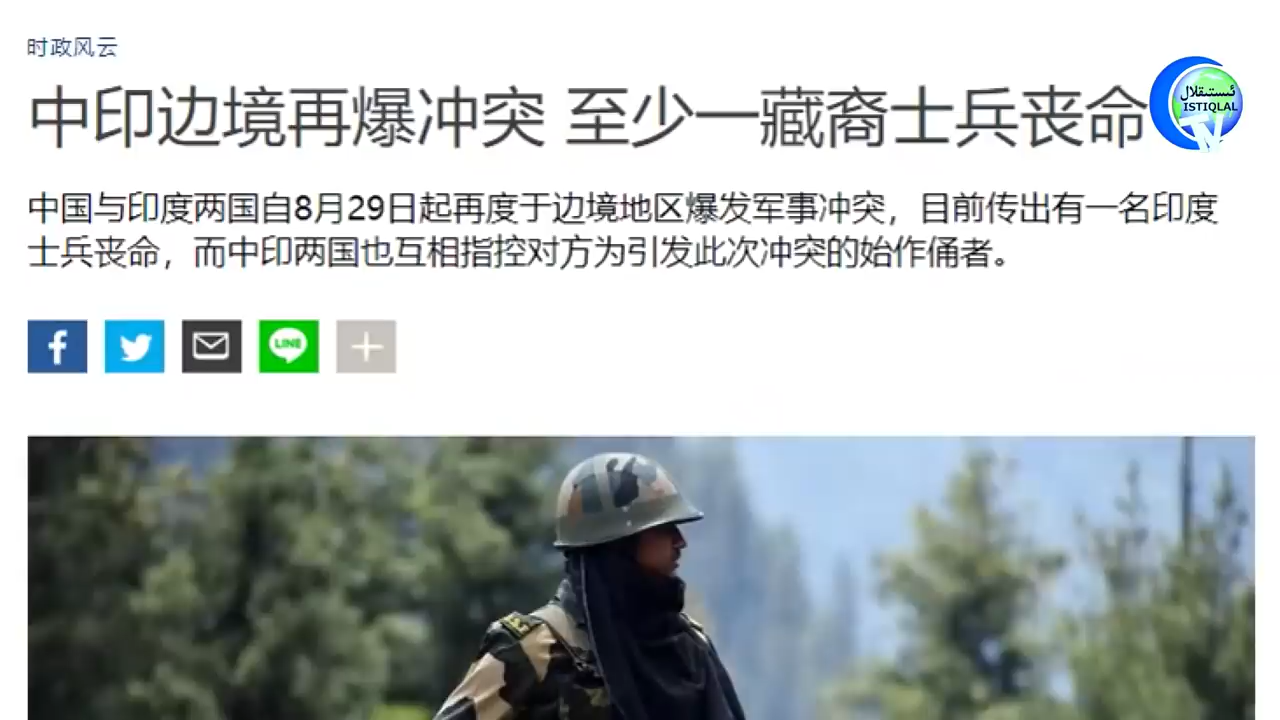 时政风云
中印边境再爆冲突 至少一藏裔士兵丧命
ئىستىقلال
ISTIQLAL
TV
中国与印度两国自8月29日起再度于边境地区爆发军事冲突，目前传出有一名印度
士兵丧命，而中印两国也互相指控对方为引发此次冲突的始作俑者。
f
LINE